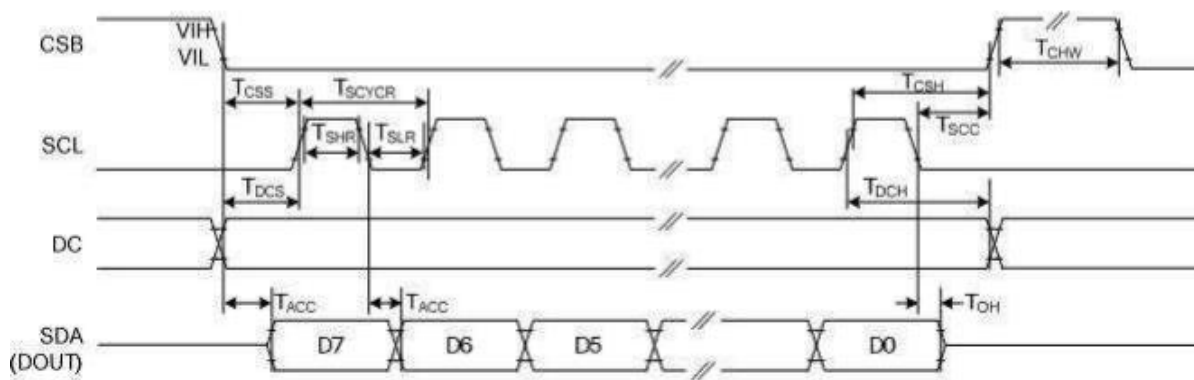 CSB
VIH
VIL
TCHW
TCSS
TSCYCR
TCSH
SCL
TSHR
TSLR
TSCC
TDCS
TDCH
DC
TACC
TACC
TOH
SDA
(DOUT)
D7
D6
D5
D0